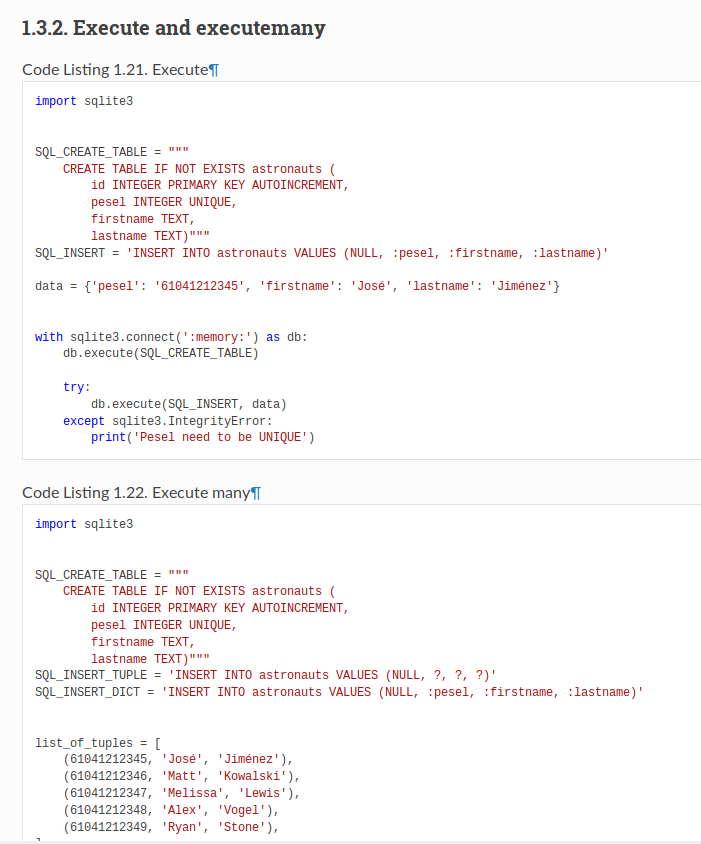 1.3.2. Execute and executemany
Code Listing 1.21. Execute¶
import sqlite3
SQL_CREATE_TABLE = """
    CREATE TABLE IF NOT EXISTS astronauts (
        id INTEGER PRIMARY KEY AUTOINCREMENT,
        pesel INTEGER UNIQUE,
        firstname TEXT,
        lastname TEXT)"""
SQL_INSERT = 'INSERT INTO astronauts VALUES (NULL, :pesel, :firstname, :lastname)'
data = {'pesel': '61041212345', 'firstname': 'José', 'lastname': 'Jiménez'}
with sqlite3.connect(':memory:') as db:
    db.execute(SQL_CREATE_TABLE)
    try:
        db.execute(SQL_INSERT, data)
    except sqlite3.IntegrityError:
        print('Pesel need to be UNIQUE')
Code Listing 1.22. Execute many¶
import sqlite3
SQL_CREATE_TABLE = """
    CREATE TABLE IF NOT EXISTS astronauts (
        id INTEGER PRIMARY KEY AUTOINCREMENT,
        pesel INTEGER UNIQUE,
        firstname TEXT,
        lastname TEXT)"""
SQL_INSERT_TUPLE = 'INSERT INTO astronauts VALUES (NULL, ?, ?, ?)'
SQL_INSERT_DICT = 'INSERT INTO astronauts VALUES (NULL, :pesel, :firstname, :lastname)'
list_of_tuples = [
    (61041212345, 'José', 'Jiménez'),
    (61041212346, 'Matt', 'Kowalski'),
    (61041212347, 'Melissa', 'Lewis'),
    (61041212348, 'Alex', 'Vogel'),
    (61041212349, 'Ryan', 'Stone'),